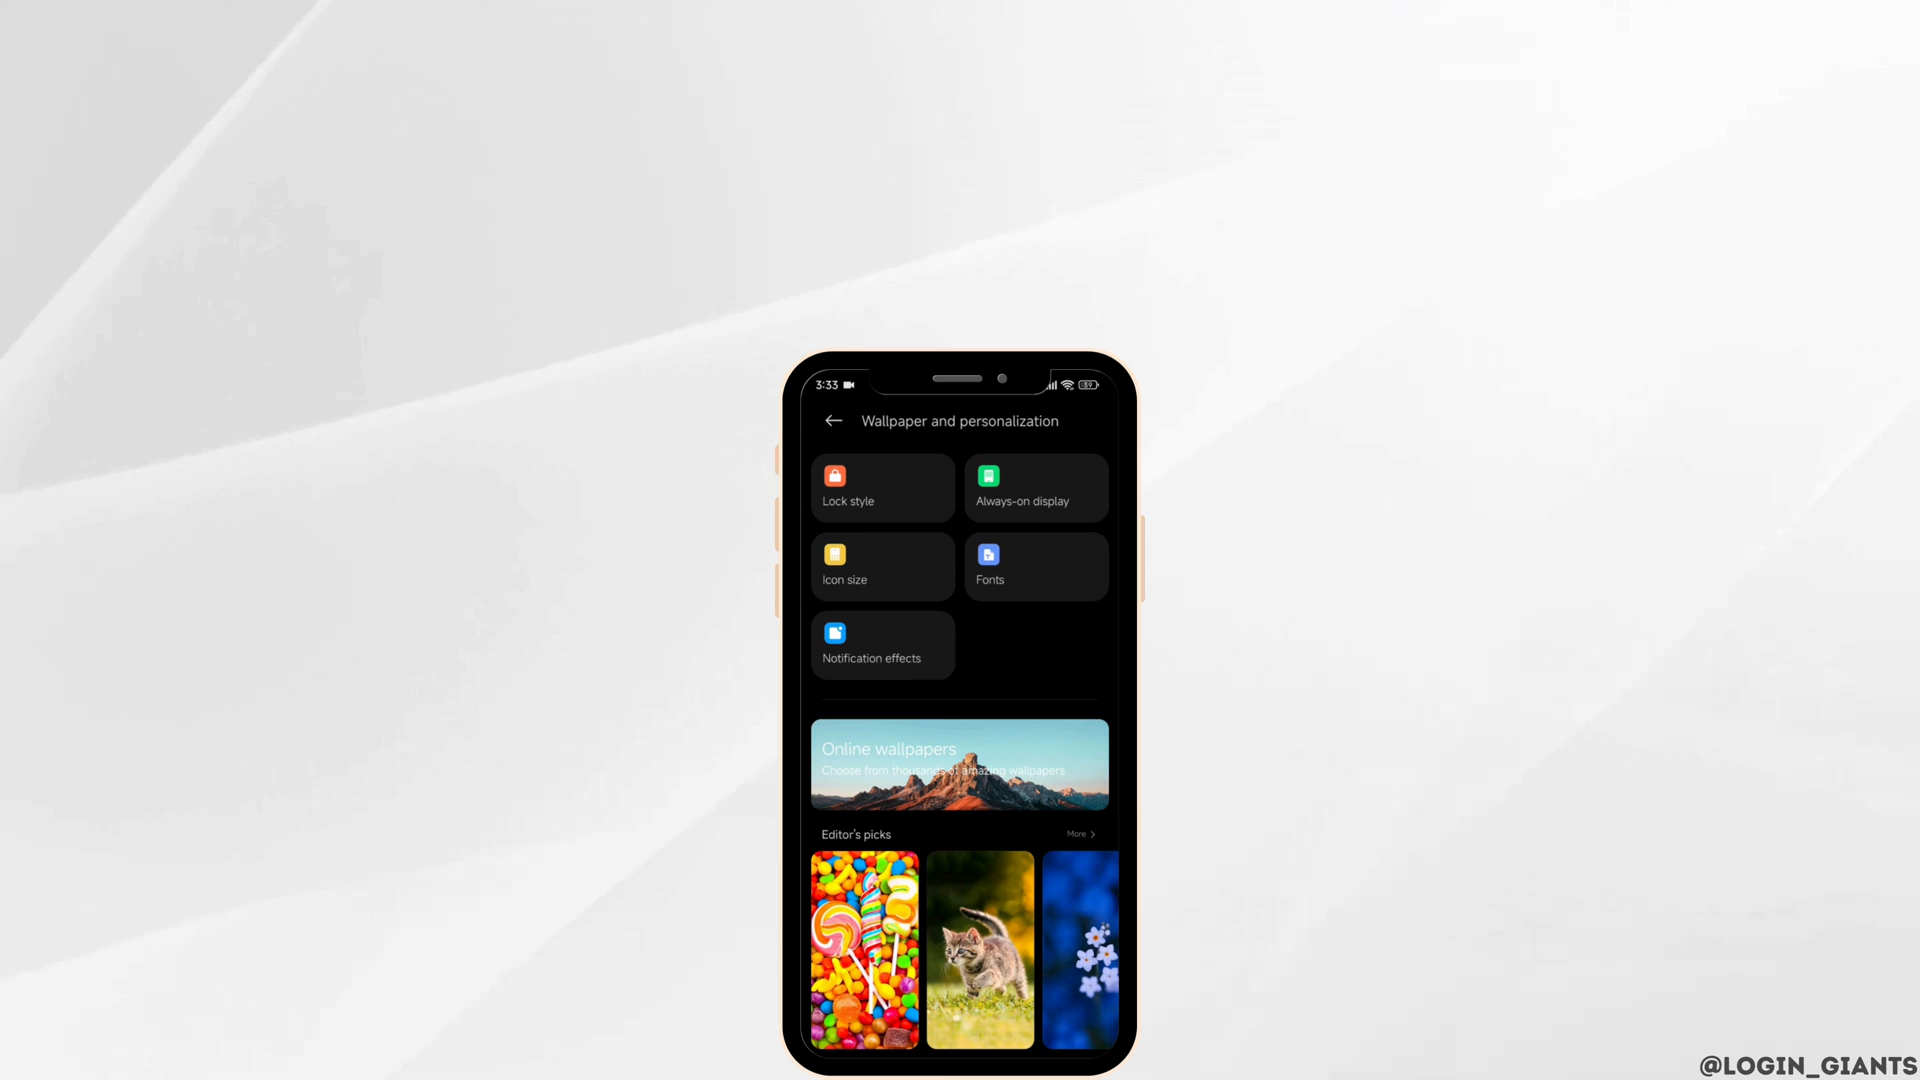 3:33
89
Wallpaper and personalization
Lock style
Always-on display
Icon size
Fonts
Notification effects
Online wallpapers
Choose from thousands of amazing wallpapers
Editor's picks
More
@LOGIN_GIANTS